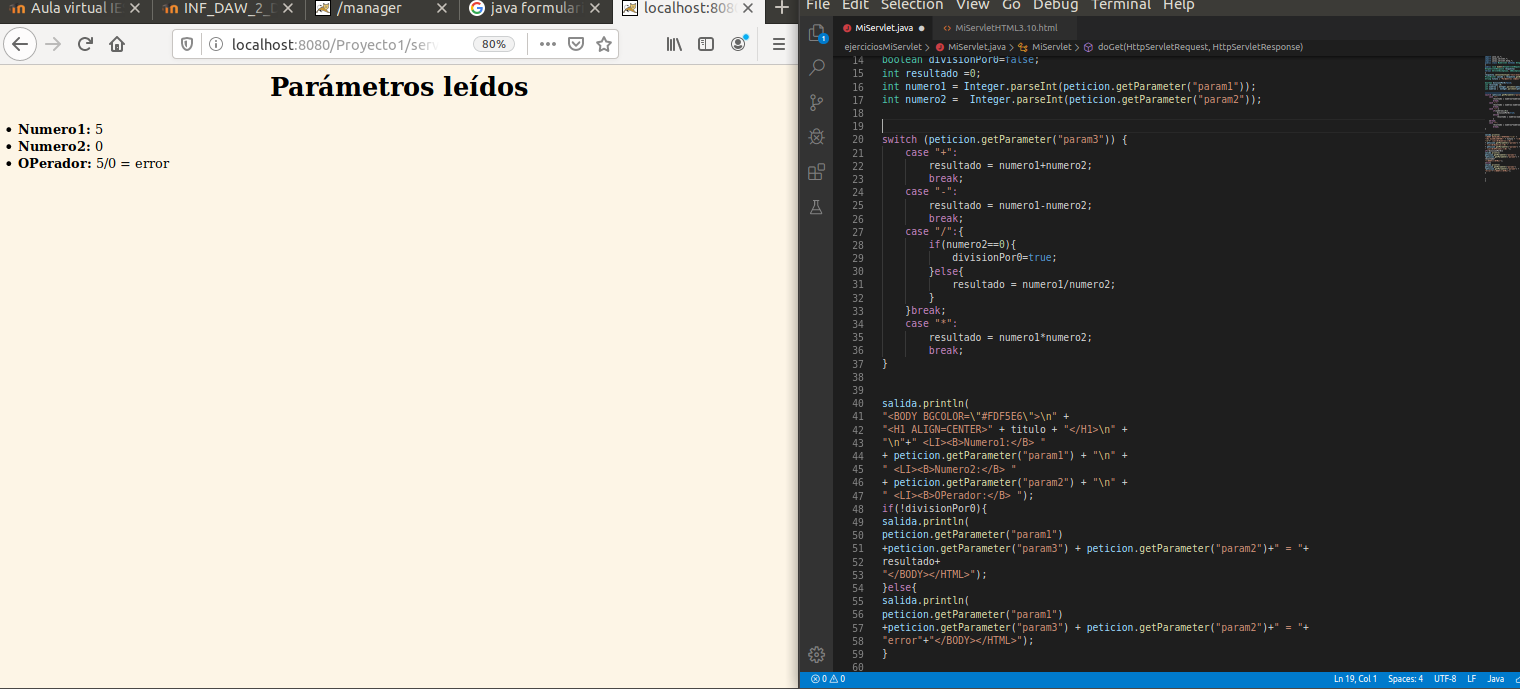 Aula virtual IE
INF_DAW_2_D
/manager
java formulari
localhost:808
localhost:8080/Proyecto1/serv
80%
Parámetros leídos
• Numero1: 5
• Numero2: 0
• OPerador: 5/0 = error
File Edit Selection View Go Debug Terminal Help
MiServlet.java ● <> MiServletHTML3.10.html
ejerciciosMiServlet > MiServlet.java > MiServlet > doGet(HttpServletRequest, HttpServletResponse)
1
14 boolean divisionPor0=false;
15 int resultado =0;
16 int numero1 = Integer.parseInt(peticion.getParameter("param1"));
17 int numero2 =  Integer.parseInt(peticion.getParameter("param2"));
18
19
20 switch (peticion.getParameter("param3")) {
21     case "+":
22         resultado = numero1+numero2;
23         break;
24     case "-":
25         resultado = numero1-numero2;
26         break;
27     case "/":{
28         if(numero2==0){
29             divisionPor0=true;
30         }else{
31             resultado = numero1/numero2;
32         }
33     }break;
34     case "*":
35         resultado = numero1*numero2;
36         break;
37 }
38
39
40 salida.println(
41 "<BODY BGCOLOR=\"#FDF5E6\">\n" +
42 "<H1 ALIGN=CENTER>" + titulo + "</H1>\n" +
43 "\n"+" <LI><B>Numero1:</B> "
44 + peticion.getParameter("param1") + "\n" +
45 " <LI><B>Numero2:</B> "
46 + peticion.getParameter("param2") + "\n" +
47 " <LI><B>OPerador:</B> ");
48 if(!divisionPor0){
49 salida.println(
50 peticion.getParameter("param1")
51 +peticion.getParameter("param3") + peticion.getParameter("param2")+" = "+
52 resultado+
53 "</BODY></HTML>");
54 }else{
55 salida.println(
56 peticion.getParameter("param1")
57 +peticion.getParameter("param3") + peticion.getParameter("param2")+" = "+
58 "error"+"</BODY></HTML>");
59 }
60
0 0
Ln 19, Col 1 Spaces: 4 UTF-8 LF Java